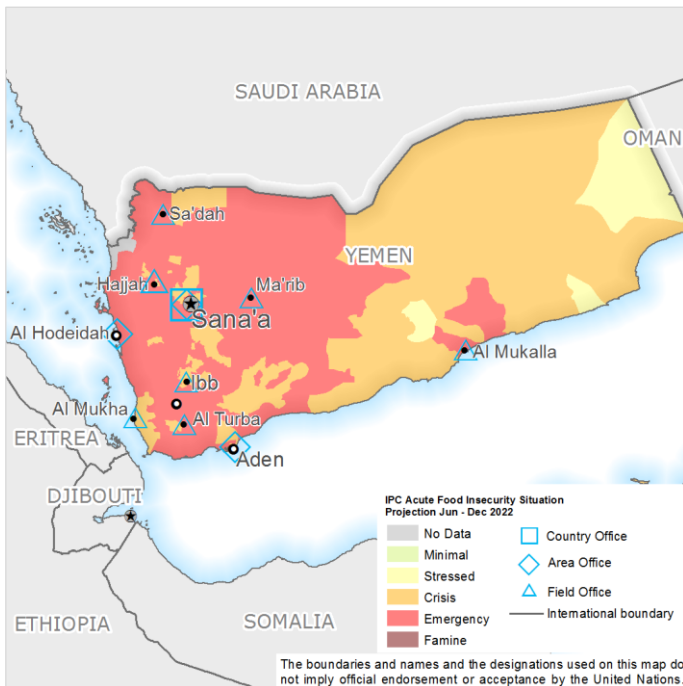 SAUDI ARABIA
OMAN
Sa'dah
YEMEN
Hajjah
Ma'rib
Sana'a
Al Hodeidah
Al Mukalla
Ibb
Al Mukha
Al Turba
ERITREA
Aden
DJIBOUTI
ETHIOPIA
SOMALIA
IPC Acute Food Insecurity Situation
Projection Jun - Dec 2022
No Data
Minimal
Stressed
Crisis
Emergency
Famine
Country Office
Area Office
Field Office
International boundary
The boundaries and names and the designations used on this map do
not imply official endorsement or acceptance by the United Nations.